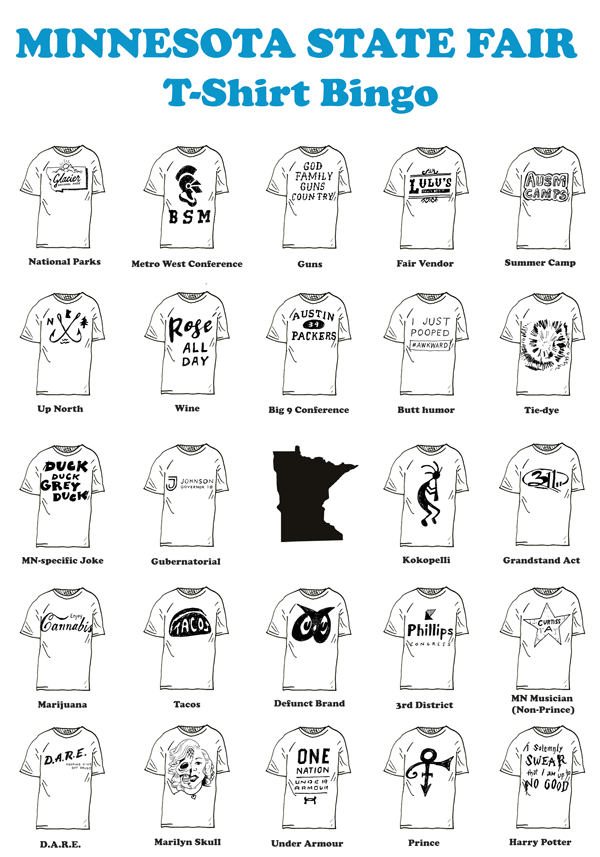 MINNESOTA STATE FAIR
T-Shirt Bingo
Glacier
National Parks
BSM
Metro West Conference
GOD
FAMILY
GUNS
COUNTRY
Guns
LULU'S
Fair Vendor
AUSM
CAMPS
Summer Camp
N
Up North
Rosé
ALL
DAY
Wine
AUSTIN
PACKERS
Big 9 Conference
I JUST
POOPED
#AWKWARD
Butt humor
Tie-dye
DUCK
DUCK
GREY
DUCK
MN-specific Joke
J JOHNSON
GOVERNOR 18
Gubernatorial
Kokopelli
311
Grandstand Act
Enjoy
Cannabis
Marijuana
TACOS
Tacos
Defunct Brand
Phillips
CONGRESS
3rd District
CURTISS
A
MN Musician
(Non-Prince)
D.A.R.E.
D.A.R.E.
Marilyn Skull
ONE
NATION
UNDER
ARMOUR
Under Armour
Prince
I Solemnly
SWEAR
that I am up to
NO GOOD
Harry Potter